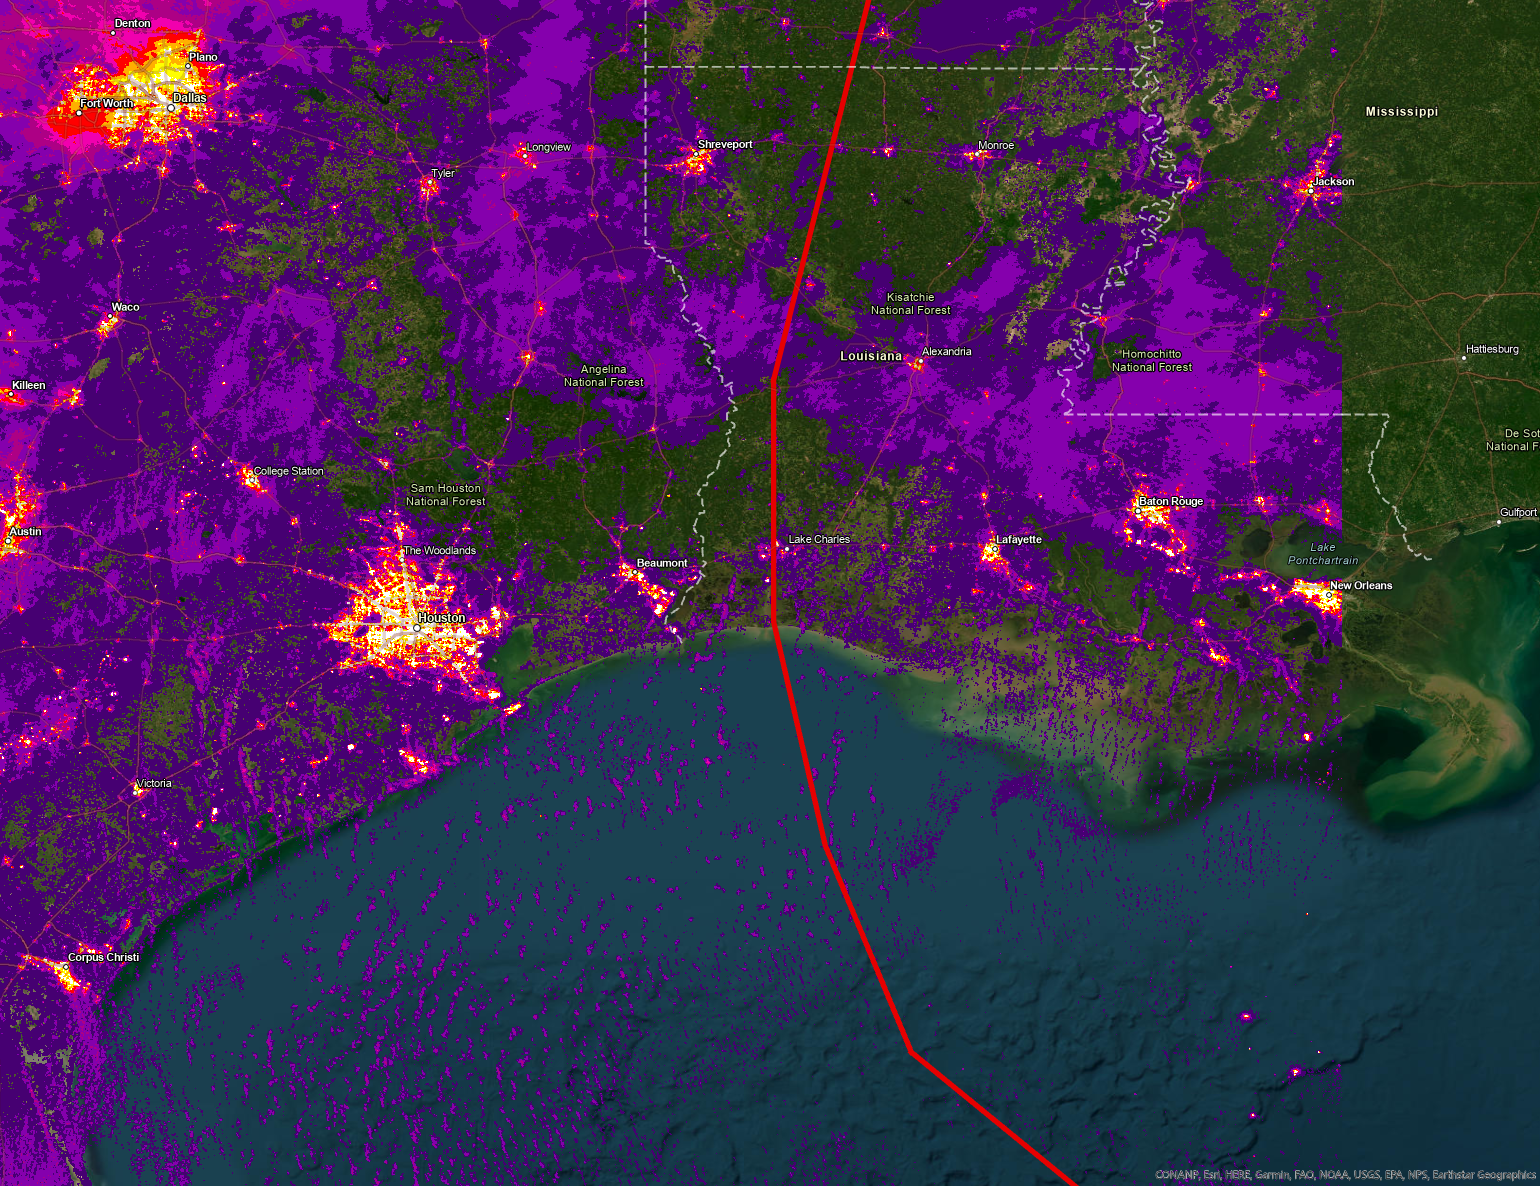 Denton
Plano
Fort Worth
Dallas
Mississippi
Shreveport
Monroe
Longview
Tyler
Jackson
Waco
Kisatchie
National Forest
Louisiana
Alexandria
Hattiesburg
Homochitto
National Forest
Angelina
National Forest
Killeen
De Sot
National F
College Station
Sam Houston
National Forest
Baton Rouge
Gulfport
Austin
Lake Charles
Lafayette
The Woodlands
Lake
Pontchartrain
Beaumont
New Orleans
Houston
Victoria
Corpus Christi
CONANP, Esri, HERE, Garmin, FAO, NOAA, USGS, EPA, NPS, Earthstar Geographics